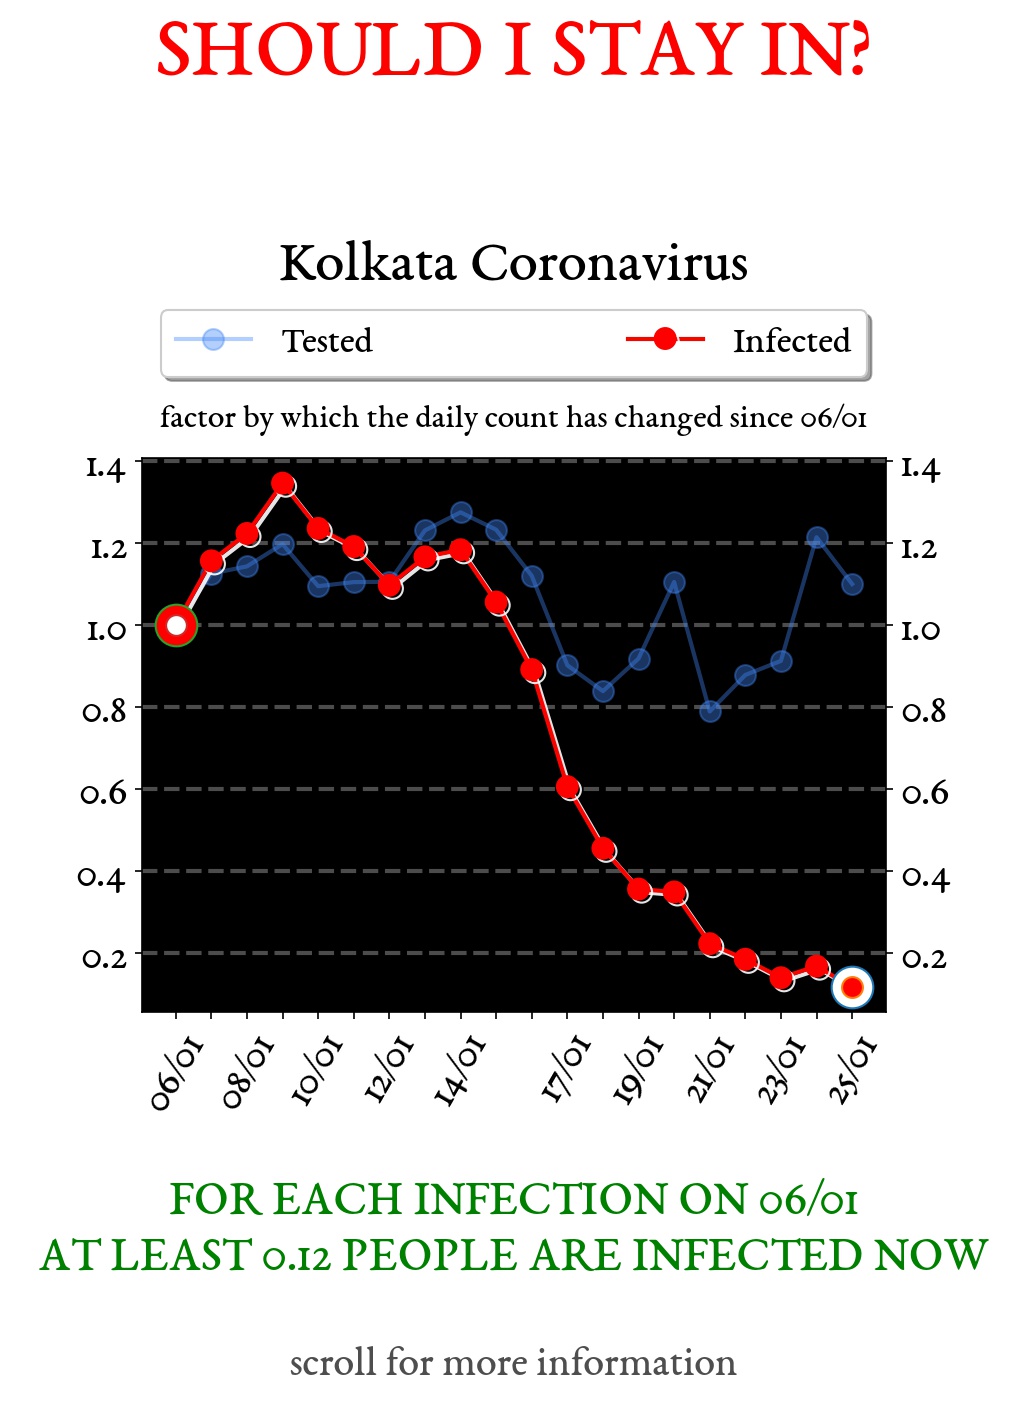 SHOULD I STAY IN?
Kolkata Coronavirus
Tested Infected
factor by which the daily count has changed since 06/01
1.4 1.4
1.2 1.2
1.0 1.0
0.8 0.8
0.6 0.6
0.4 0.4
0.2 0.2
06/01 08/01 10/01 12/01 14/01 17/01 19/01 21/01 23/01 25/01
FOR EACH INFECTION ON 06/01
AT LEAST 0.12 PEOPLE ARE INFECTED NOW
scroll for more information